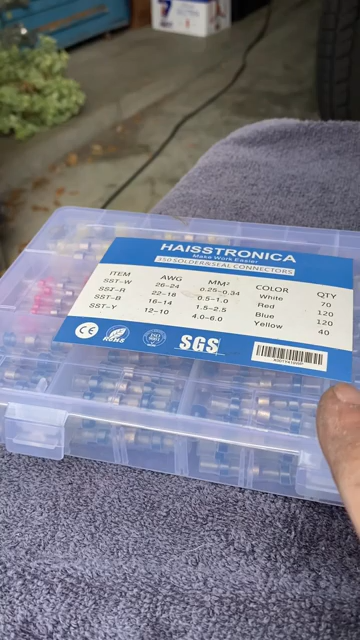 HAISSTRONICA
Make Work Easier
350 SOLDER&SEAL CONNECTORS
ITEM AWG MM² COLOR QTY
SST-W 26-24 0.25-0.34 White 70
SST-R 22-18 0.5-1.0 Red 120
SST-B 16-14 1.5-2.5 Blue 120
SST-Y 12-10 4.0-6.0 Yellow 40
CE RoHS SGS